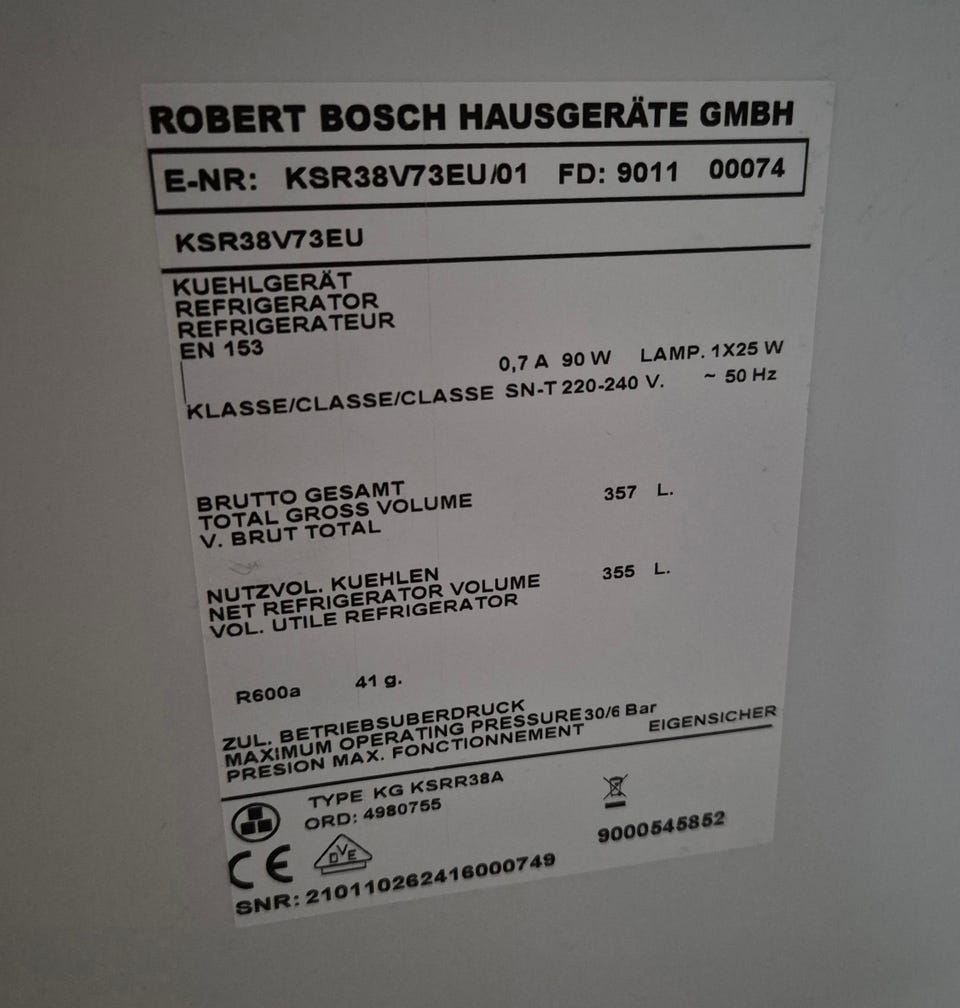 ROBERT BOSCH HAUSGERÄTE GMBH
E-NR: KSR38V73EU/01 FD: 9011 00074
KSR38V73EU
KUEHLGERÄT
REFRIGERATOR
REFRIGERATEUR
EN 153
0,7 A 90 W LAMP. 1X25 W
KLASSE/CLASSE/CLASSE SN-T 220-240 V. ~ 50 Hz
BRUTTO GESAMT
TOTAL GROSS VOLUME 357 L.
V. BRUT TOTAL
NUTZVOL. KUEHLEN
NET REFRIGERATOR VOLUME 355 L.
VOL. UTILE REFRIGERATOR
R600a 41 g.
ZUL. BETRIEBSUBERDRUCK
MAXIMUM OPERATING PRESSURE 30/6 Bar
PRESION MAX. FONCTIONNEMENT EIGENSICHER
TYPE KG KSRR38A
ORD: 4980755
9000545852
CE DVE
SNR: 210110262416000749